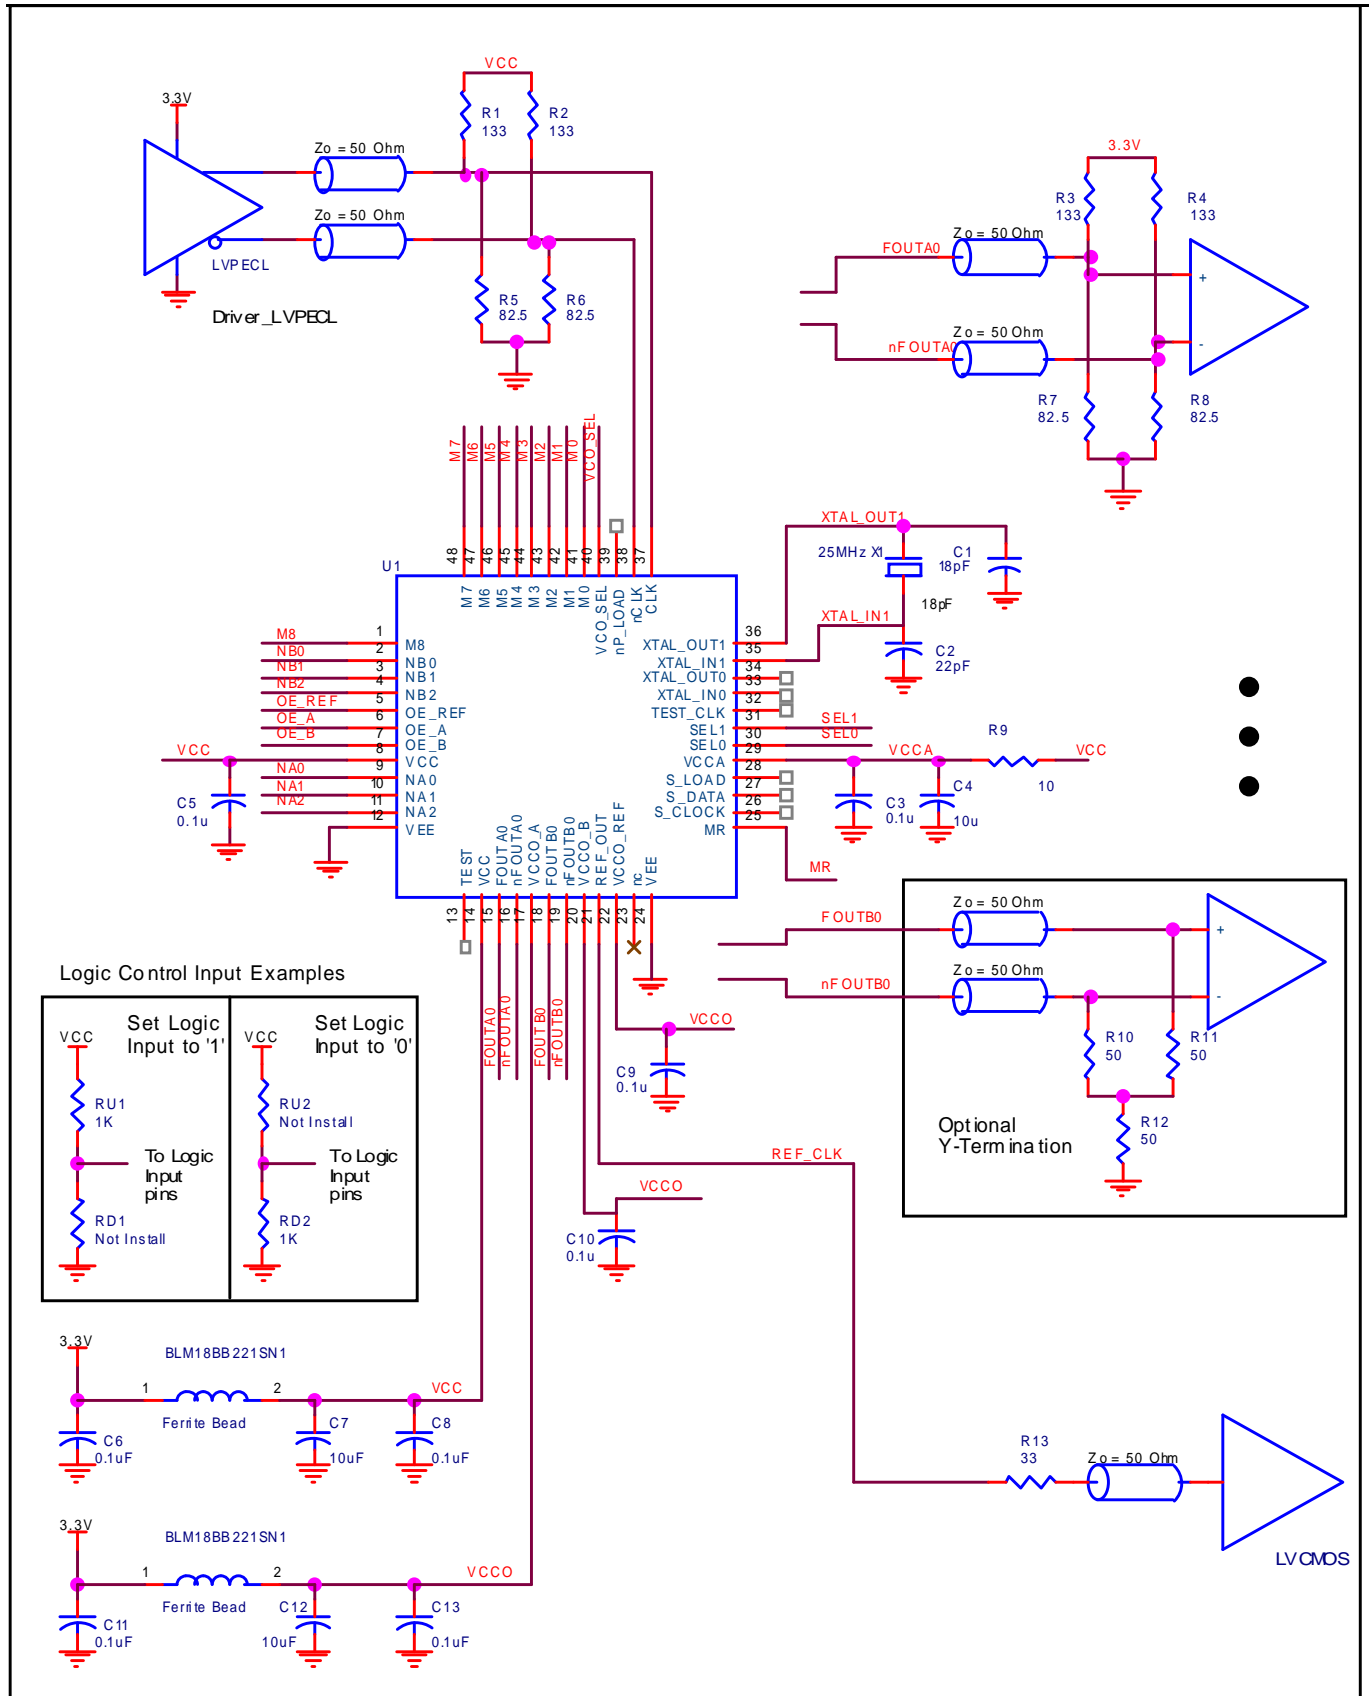 3.3V
LVPECL
Driver_LVPECL
Zo = 50 Ohm
Zo = 50 Ohm
VCC
R1
133
R2
133
R5
82.5
R6
82.5
3.3V
R3
133
R4
133
FOUTA0
Zo = 50 Ohm
nFOUTA0
Zo = 50 Ohm
+
-
R7
82.5
R8
82.5
M7
M6
M5
M4
M3
M2
M1
M0
VCO_SEL
48
47
46
45
44
43
42
41
40
39
38
37
U1
M7
M6
M5
M4
M3
M2
M1
M0
VCO_SEL
nP_LOAD
nCLK
CLK
M8
NB0
NB1
NB2
OE_REF
OE_A
OE_B
VCC
NA0
NA1
NA2
1
2
3
4
5
6
7
8
9
10
11
12
M8
NB0
NB1
NB2
OE_REF
OE_A
OE_B
VCC
NA0
NA1
NA2
VEE
C5
0.1u
XTAL_OUT1
XTAL_IN1
XTAL_OUT0
XTAL_IN0
TEST_CLK
SEL1
SEL0
VCCA
S_LOAD
S_DATA
S_CLOCK
MR
36
35
34
33
32
31
30
29
28
27
26
25
XTAL_OUT1
25MHz X1
18pF
C1
18pF
XTAL_IN1
C2
22pF
SEL1
SEL0
VCCA
R9
10
VCC
C3
0.1u
C4
10u
MR
TEST
VCC
FOUTA0
nFOUTA0
VCCO_A
FOUTB0
nFOUTB0
VCCO_B
REF_OUT
VCCO_REF
nc
VEE
13
14
15
16
17
18
19
20
21
22
23
24
FOUTA0
nFOUTA0
FOUTB0
nFOUTB0
VCCO
C9
0.1u
VCCO
C10
0.1u
REF_CLK
FOUTB0
Zo = 50 Ohm
nFOUTB0
Zo = 50 Ohm
+
-
R10
50
R11
50
R12
50
Optional
Y-Termination
Logic Control Input Examples
Set Logic
Input to '1'
VCC
RU1
1K
To Logic
Input
pins
RD1
Not Install
Set Logic
Input to '0'
VCC
RU2
Not Install
To Logic
Input
pins
RD2
1K
3.3V
BLM18BB221SN1
1
2
Ferrite Bead
VCC
C6
0.1uF
C7
10uF
C8
0.1uF
3.3V
BLM18BB221SN1
1
2
Ferrite Bead
VCCO
C11
0.1uF
C12
10uF
C13
0.1uF
R13
33
Zo = 50 Ohm
LVCMOS